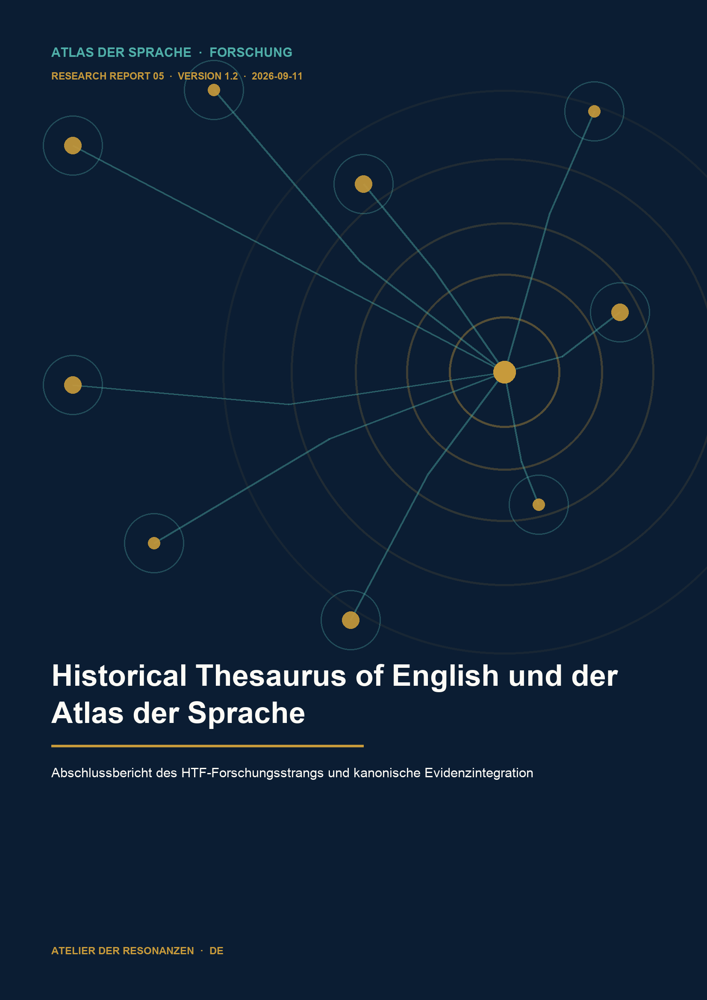 ATLAS DER SPRACHE · FORSCHUNG
RESEARCH REPORT 05 · VERSION 1.2 · 2026-09-11
Historical Thesaurus of English und der
Atlas der Sprache
Abschlussbericht des HTF-Forschungsstrangs und kanonische Evidenzintegration
ATELIER DER RESONANZEN · DE